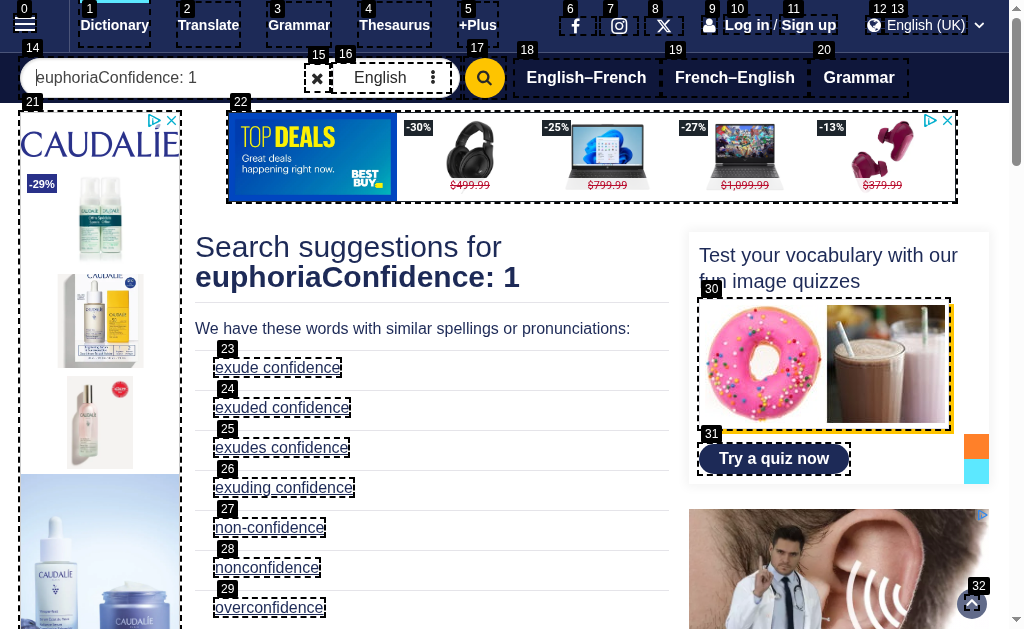 0 1 2 3 4 5 6 7 8 9 10 11 12 13
Dictionary Translate Grammar Thesaurus +Plus Log in / Sign up English (UK)
14 15 16 17 18 19 20
euphoriaConfidence: 1 English English–French French–English Grammar
21 22
CAUDALÍE
-29%
TOP DEALS
Great deals
happening right now.
BEST
BUY
-30% -25% -27% -13%
$499.99 $799.99 $1,099.99 $379.99
Search suggestions for
euphoriaConfidence: 1
We have these words with similar spellings or pronunciations:
23
exude confidence
24
exuded confidence
25
exudes confidence
26
exuding confidence
27
non-confidence
28
nonconfidence
29
overconfidence
Test your vocabulary with our
fun image quizzes
30
31
Try a quiz now
32
CAUDALÍE
CAUDALÍE
CAUDALÍE